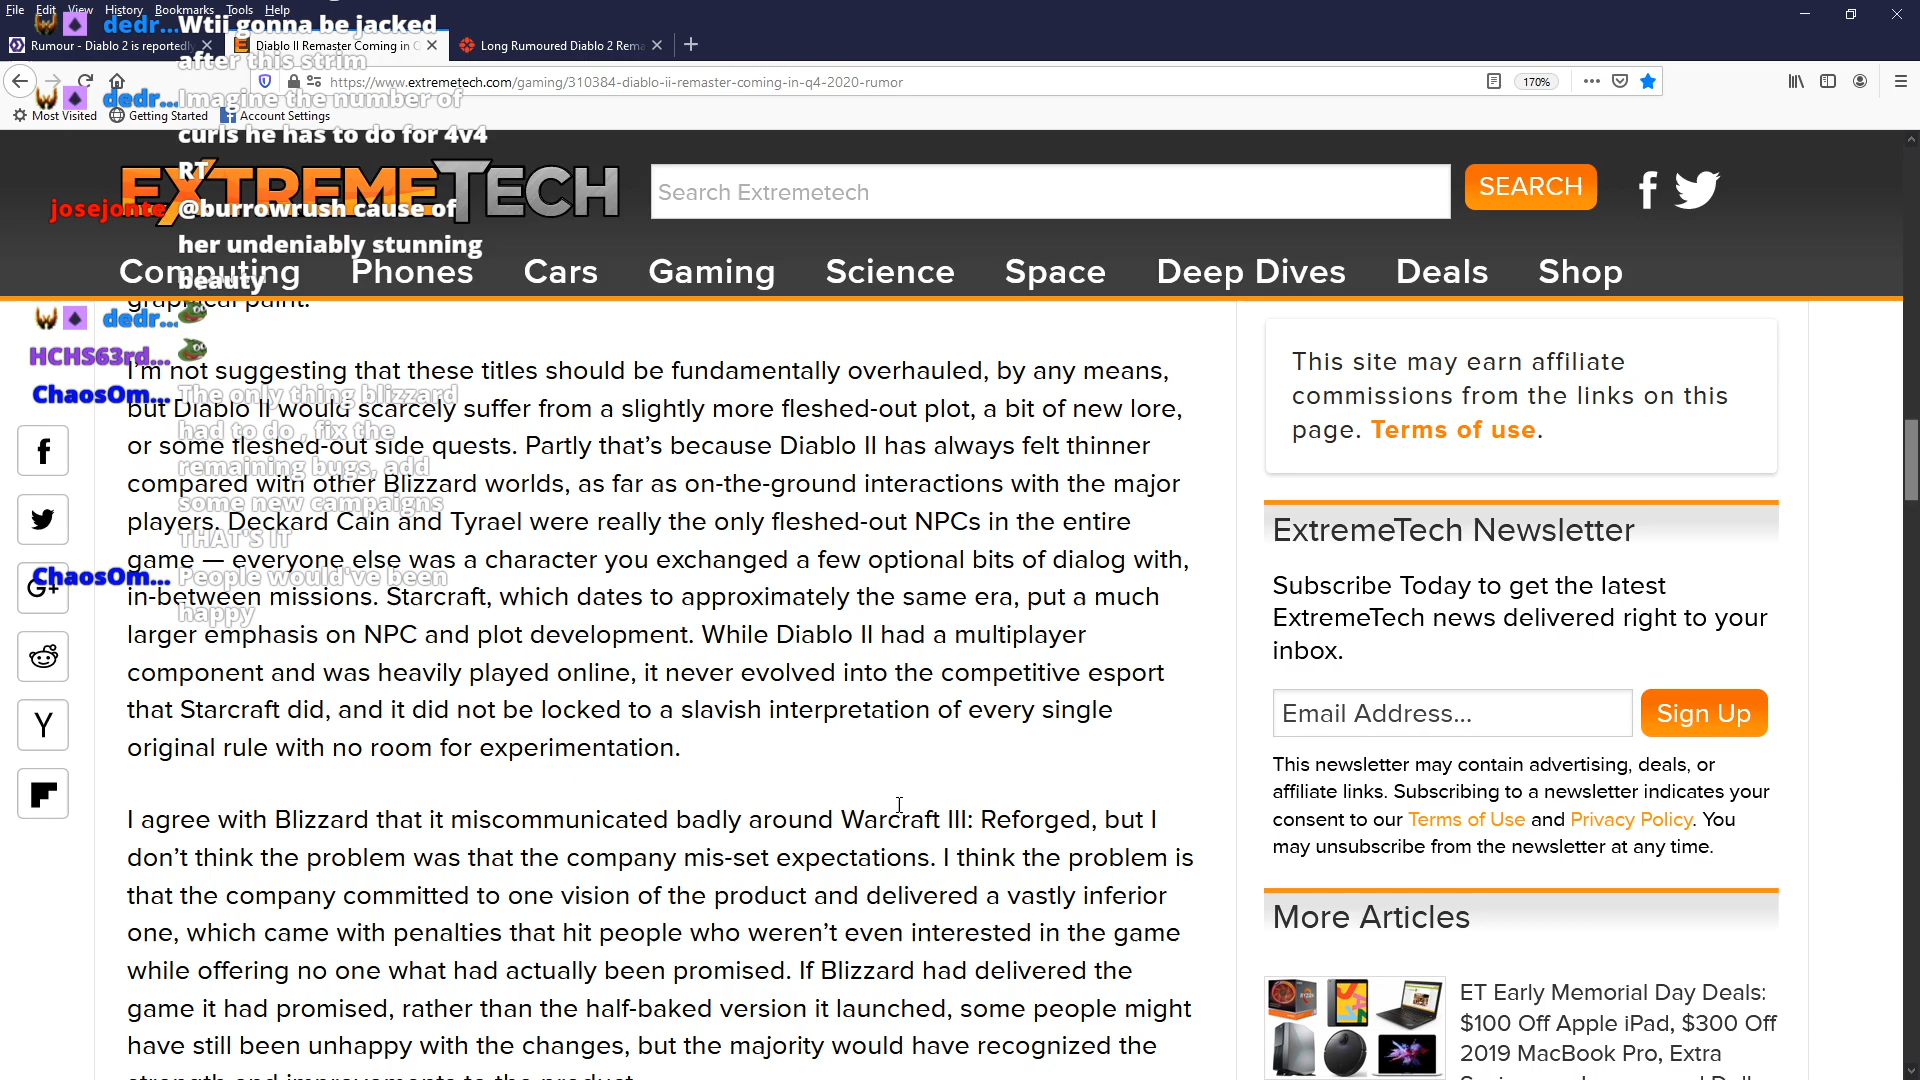 File Edit View History Bookmarks Tools Help
dedr... Wtii gonna be jacked
after this strim
Rumour - Diablo 2 is reportedly
Diablo II Remaster Coming in
Long Rumoured Diablo 2 Rema
https://www.extremetech.com/gaming/310384-diablo-ii-remaster-coming-in-q4-2020-rumor
170%
dedr... Imagine the number of
curls he has to do for 4v4
RT
Most Visited Getting Started Account Settings
EXTREMETECH
Search Extremetech
SEARCH
josejonte @burrowrush cause of
her undeniably stunning
beauty
Computing Phones Cars Gaming Science Space Deep Dives Deals Shop
graphical paint.
dedr...
HCHS63rd...
ChaosOm... The only thing blizzard
had to do , fix the
remaining bugs, add
some new campaigns
THAT'S IT
ChaosOm... People would've been
happy
G+
I'm not suggesting that these titles should be fundamentally overhauled, by any means,
but Diablo II would scarcely suffer from a slightly more fleshed-out plot, a bit of new lore,
or some fleshed-out side quests. Partly that's because Diablo II has always felt thinner
compared with other Blizzard worlds, as far as on-the-ground interactions with the major
players. Deckard Cain and Tyrael were really the only fleshed-out NPCs in the entire
game — everyone else was a character you exchanged a few optional bits of dialog with,
in-between missions. Starcraft, which dates to approximately the same era, put a much
larger emphasis on NPC and plot development. While Diablo II had a multiplayer
component and was heavily played online, it never evolved into the competitive esport
that Starcraft did, and it did not be locked to a slavish interpretation of every single
original rule with no room for experimentation.
I agree with Blizzard that it miscommunicated badly around Warcraft III: Reforged, but I
don't think the problem was that the company mis-set expectations. I think the problem is
that the company committed to one vision of the product and delivered a vastly inferior
one, which came with penalties that hit people who weren't even interested in the game
while offering no one what had actually been promised. If Blizzard had delivered the
game it had promised, rather than the half-baked version it launched, some people might
have still been unhappy with the changes, but the majority would have recognized the
strength and improvements to the product.
This site may earn affiliate
commissions from the links on this
page. Terms of use.
ExtremeTech Newsletter
Subscribe Today to get the latest
ExtremeTech news delivered right to your
inbox.
Email Address...
Sign Up
This newsletter may contain advertising, deals, or
affiliate links. Subscribing to a newsletter indicates your
consent to our Terms of Use and Privacy Policy. You
may unsubscribe from the newsletter at any time.
More Articles
ET Early Memorial Day Deals:
$100 Off Apple iPad, $300 Off
2019 MacBook Pro, Extra